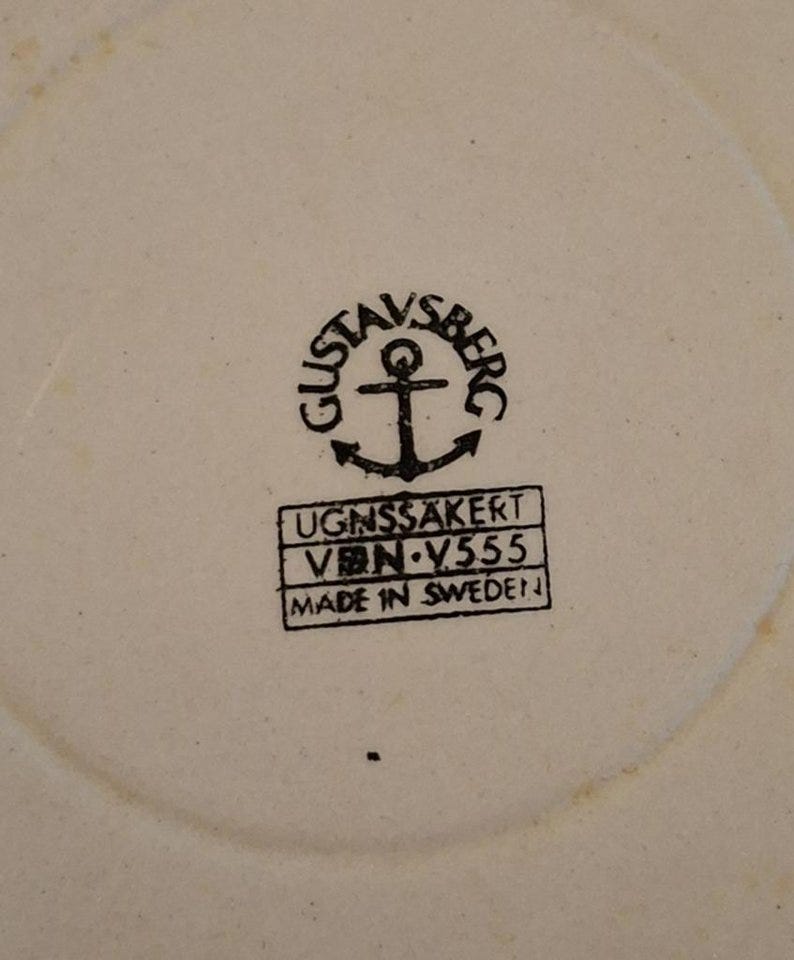 GUSTAVSBERG
UGNSSÄKERT
V555
MADE IN SWEDEN